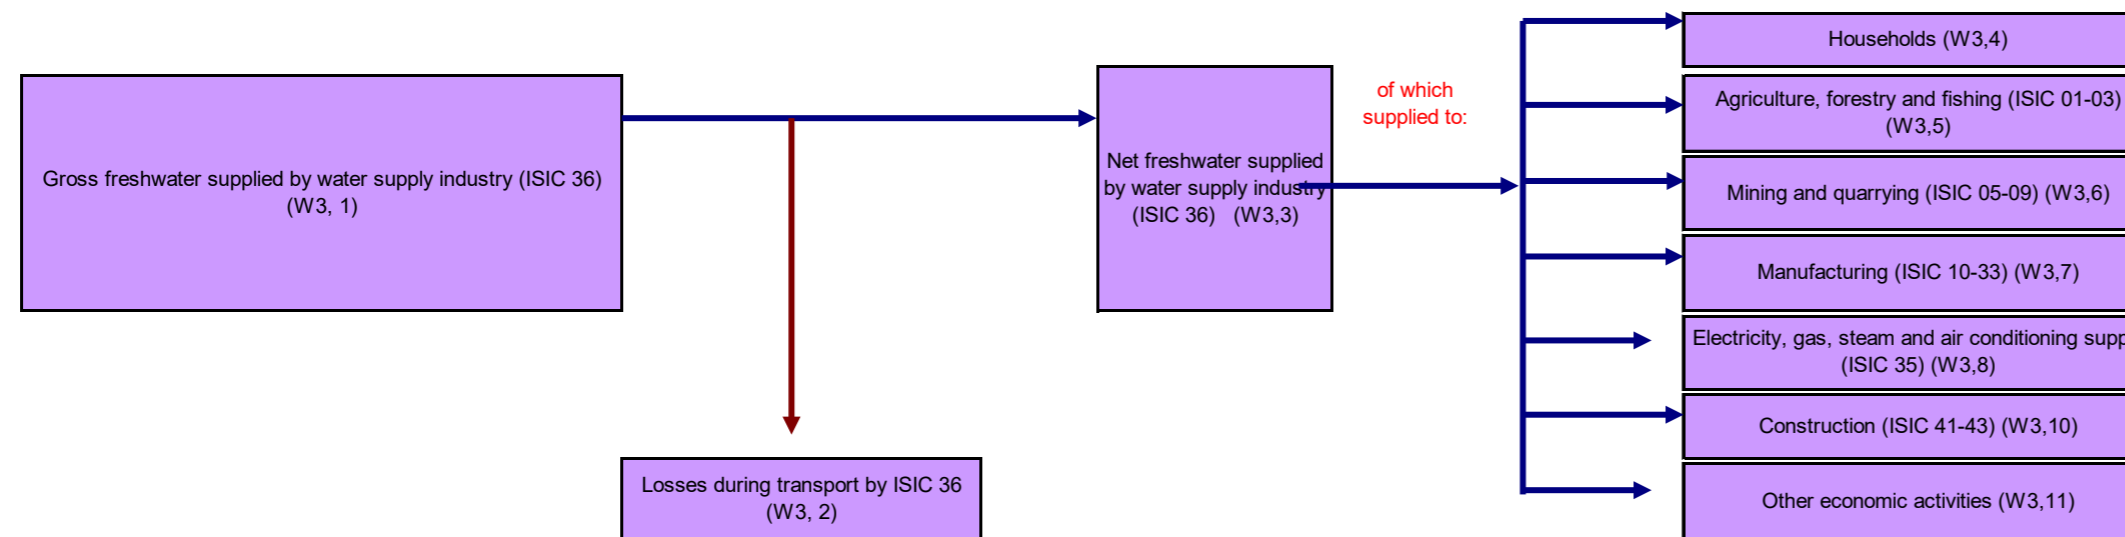 Gross freshwater supplied by water supply industry (ISIC 36)
(W3, 1)
Losses during transport by ISIC 36
(W3, 2)
Net freshwater supplied
by water supply industry
(ISIC 36) (W3,3)
of which
supplied to:
Households (W3,4)
Agriculture, forestry and fishing (ISIC 01-03)
(W3,5)
Mining and quarrying (ISIC 05-09) (W3,6)
Manufacturing (ISIC 10-33) (W3,7)
Electricity, gas, steam and air conditioning supp
(ISIC 35) (W3,8)
Construction (ISIC 41-43) (W3,10)
Other economic activities (W3,11)